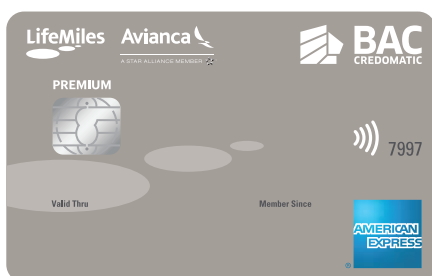 LifeMiles Avianca BAC
A STAR ALLIANCE MEMBER CREDOMATIC
PREMIUM
7997
Valid Thru Member Since
AMERICAN
EXPRESS
®